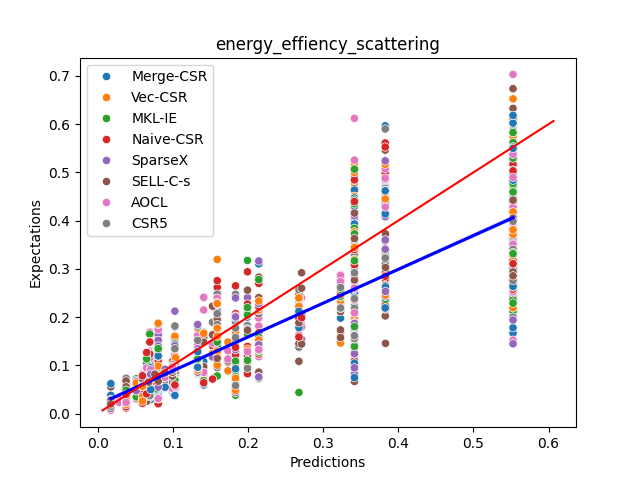 energy_effiency_scattering
Expectations
0.7
0.6
0.5
0.4
0.3
0.2
0.1
0.0
Merge-CSR
Vec-CSR
MKL-IE
Naive-CSR
SparseX
SELL-C-s
AOCL
CSR5
0.0 0.1 0.2 0.3 0.4 0.5 0.6
Predictions